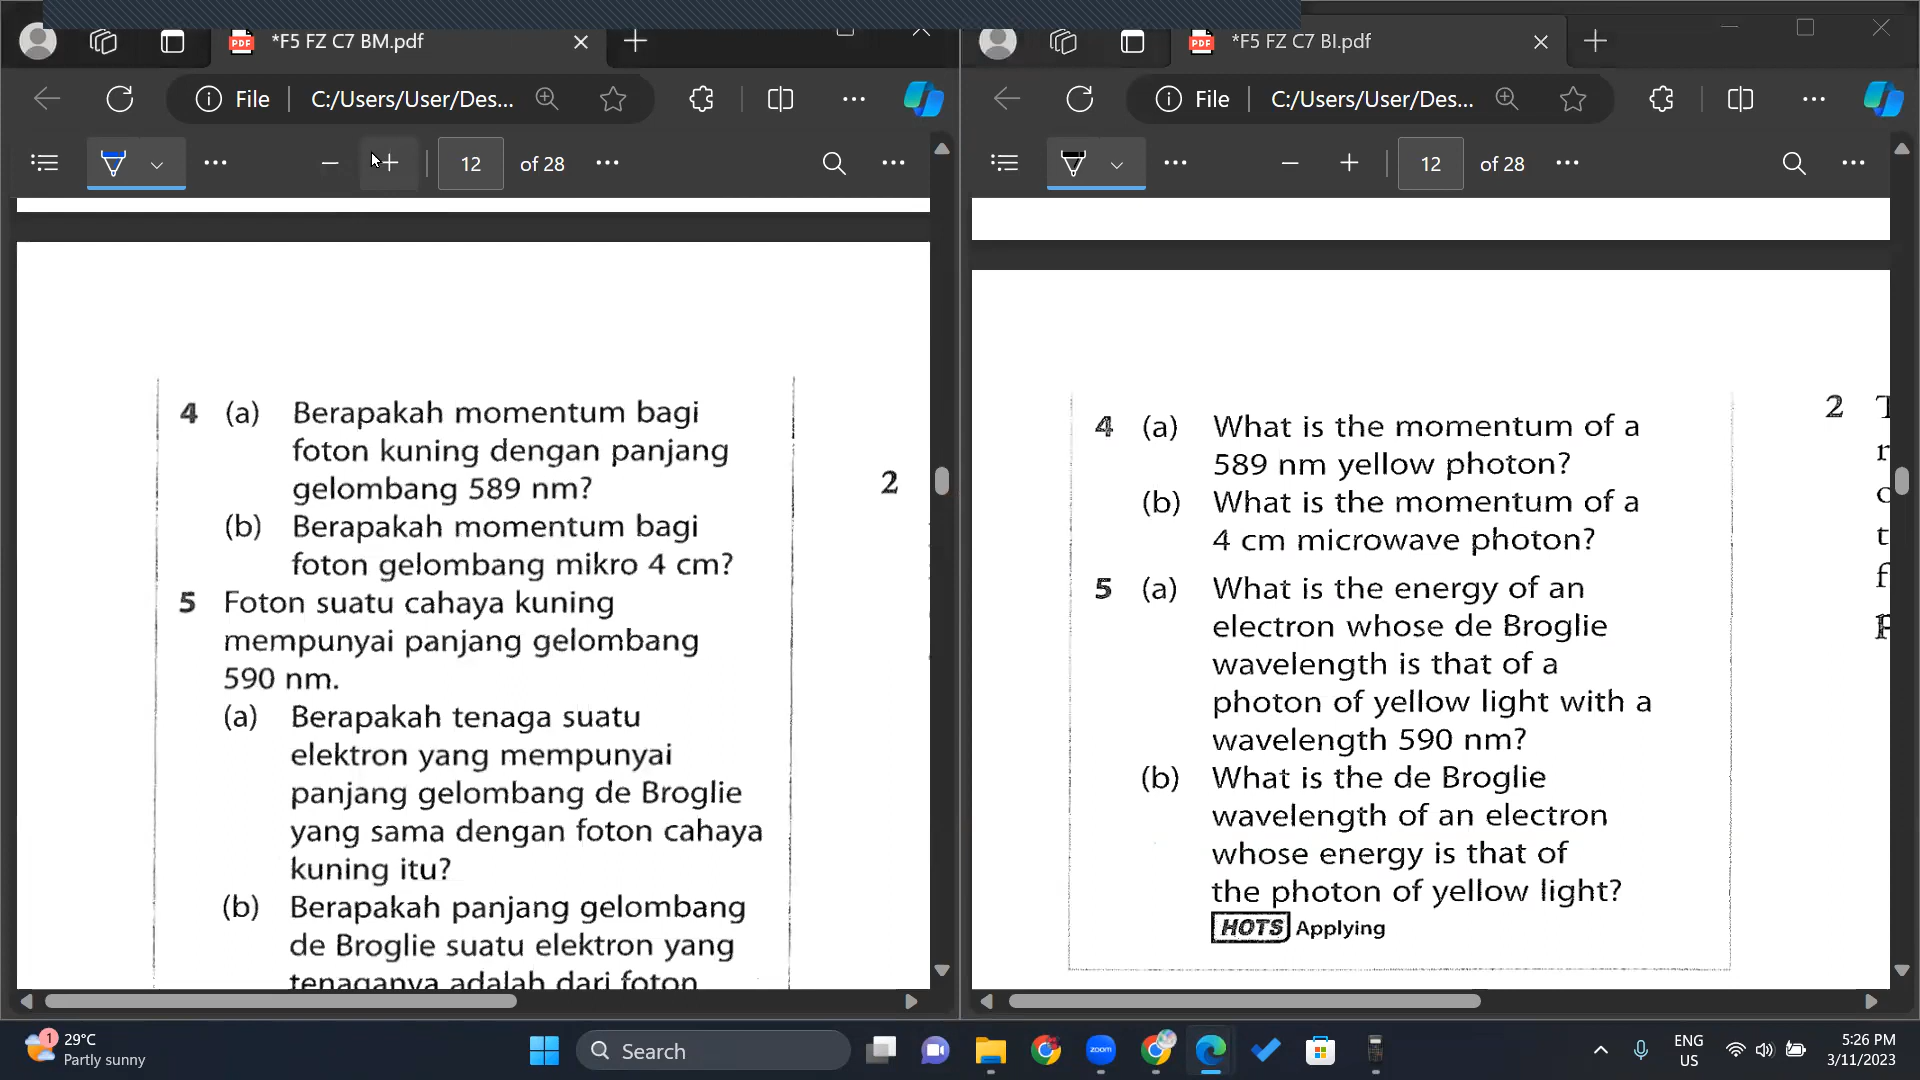 *F5 FZ C7 BM.pdf
File
C:/Users/User/Des...
12 of 28
4 (a) Berapakah momentum bagi
foton kuning dengan panjang
gelombang 589 nm?
(b) Berapakah momentum bagi
foton gelombang mikro 4 cm?
5 Foton suatu cahaya kuning
mempunyai panjang gelombang
590 nm.
(a) Berapakah tenaga suatu
elektron yang mempunyai
panjang gelombang de Broglie
yang sama dengan foton cahaya
kuning itu?
(b) Berapakah panjang gelombang
de Broglie suatu elektron yang
tenaganya adalah dari foton
2
*F5 FZ C7 BI.pdf
File
C:/Users/User/Des...
12 of 28
4 (a) What is the momentum of a
589 nm yellow photon?
(b) What is the momentum of a
4 cm microwave photon?
5 (a) What is the energy of an
electron whose de Broglie
wavelength is that of a
photon of yellow light with a
wavelength 590 nm?
(b) What is the de Broglie
wavelength of an electron
whose energy is that of
the photon of yellow light?
HOTS Applying
2
1
29°C
Partly sunny
Search
zoom
ENG
US
5:26 PM
3/11/2023